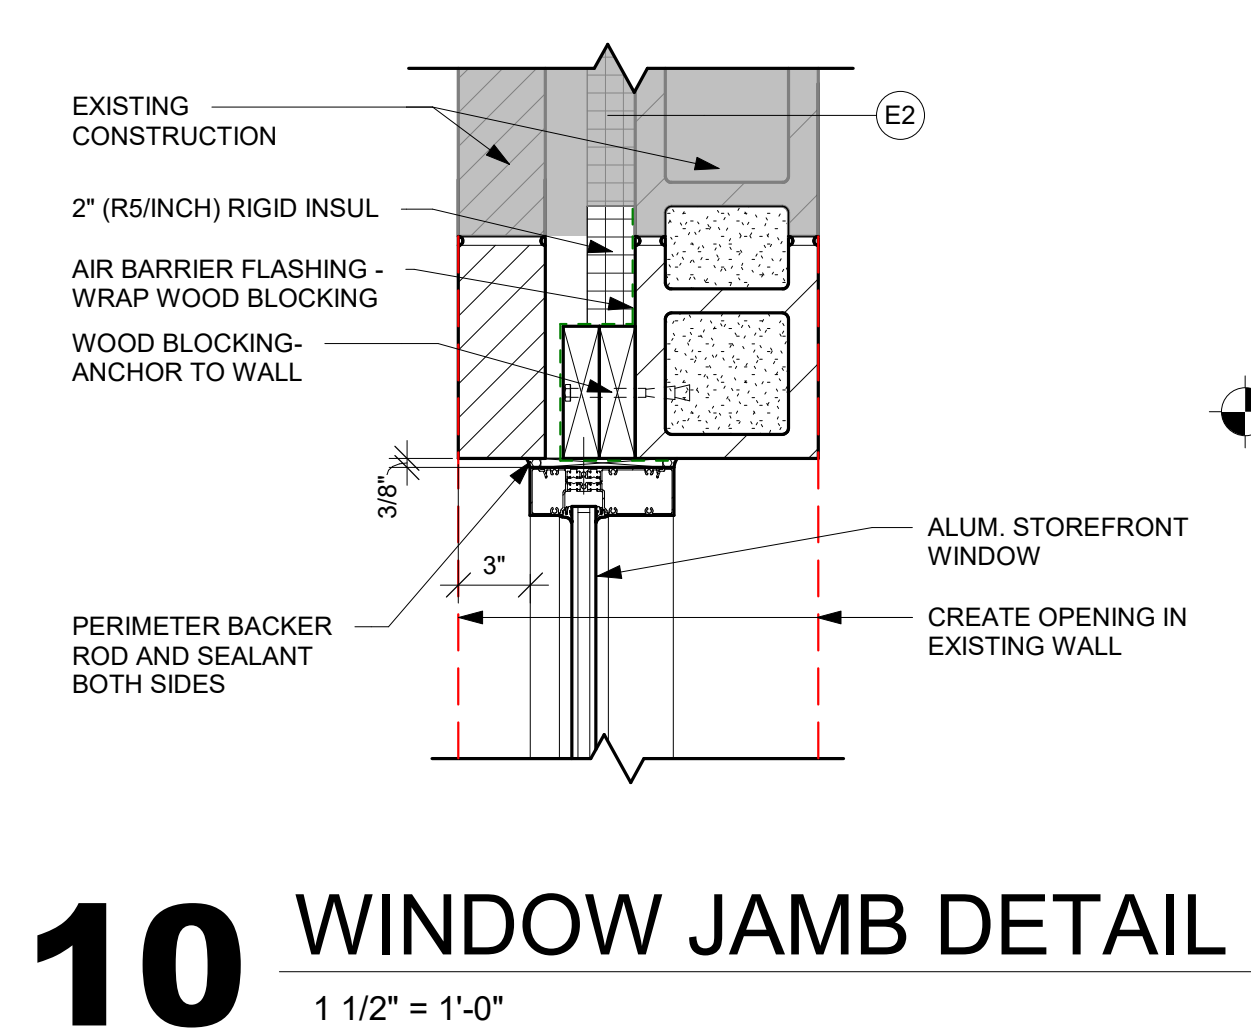 EXISTING
CONSTRUCTION
E2
2" (R5/INCH) RIGID INSUL
AIR BARRIER FLASHING -
WRAP WOOD BLOCKING
WOOD BLOCKING-
ANCHOR TO WALL
3/8"
3"
ALUM. STOREFRONT
WINDOW
PERIMETER BACKER
ROD AND SEALANT
BOTH SIDES
CREATE OPENING IN
EXISTING WALL
10
WINDOW JAMB DETAIL
1 1/2" = 1'-0"